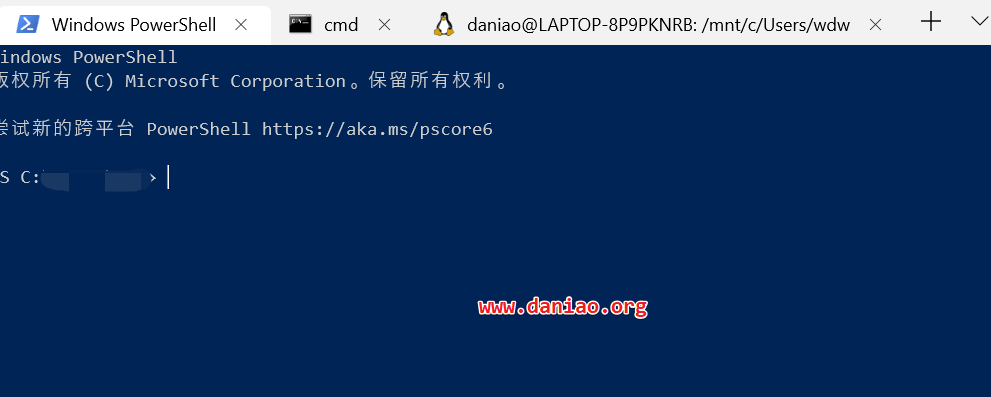 Windows PowerShell
cmd
daniao@LAPTOP-8P9PKNRB: /mnt/c/Users/wdw
indows PowerShell
版权所有 (C) Microsoft Corporation。保留所有权利。
尝试新的跨平台 PowerShell https://aka.ms/pscore6
S C:
>
www.daniao.org